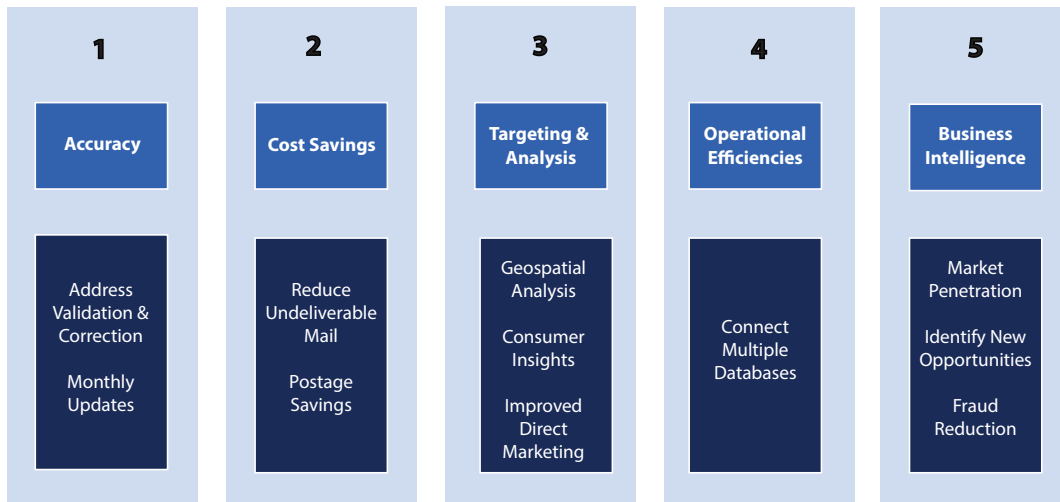 1
Accuracy
Address
Validation &
Correction
Monthly
Updates
2
Cost Savings
Reduce
Undeliverable
Mail
Postage
Savings
3
Targeting &
Analysis
Geospatial
Analysis
Consumer
Insights
Improved
Direct
Marketing
4
Operational
Efficiencies
Connect
Multiple
Databases
5
Business
Intelligence
Market
Penetration
Identify New
Opportunities
Fraud
Reduction